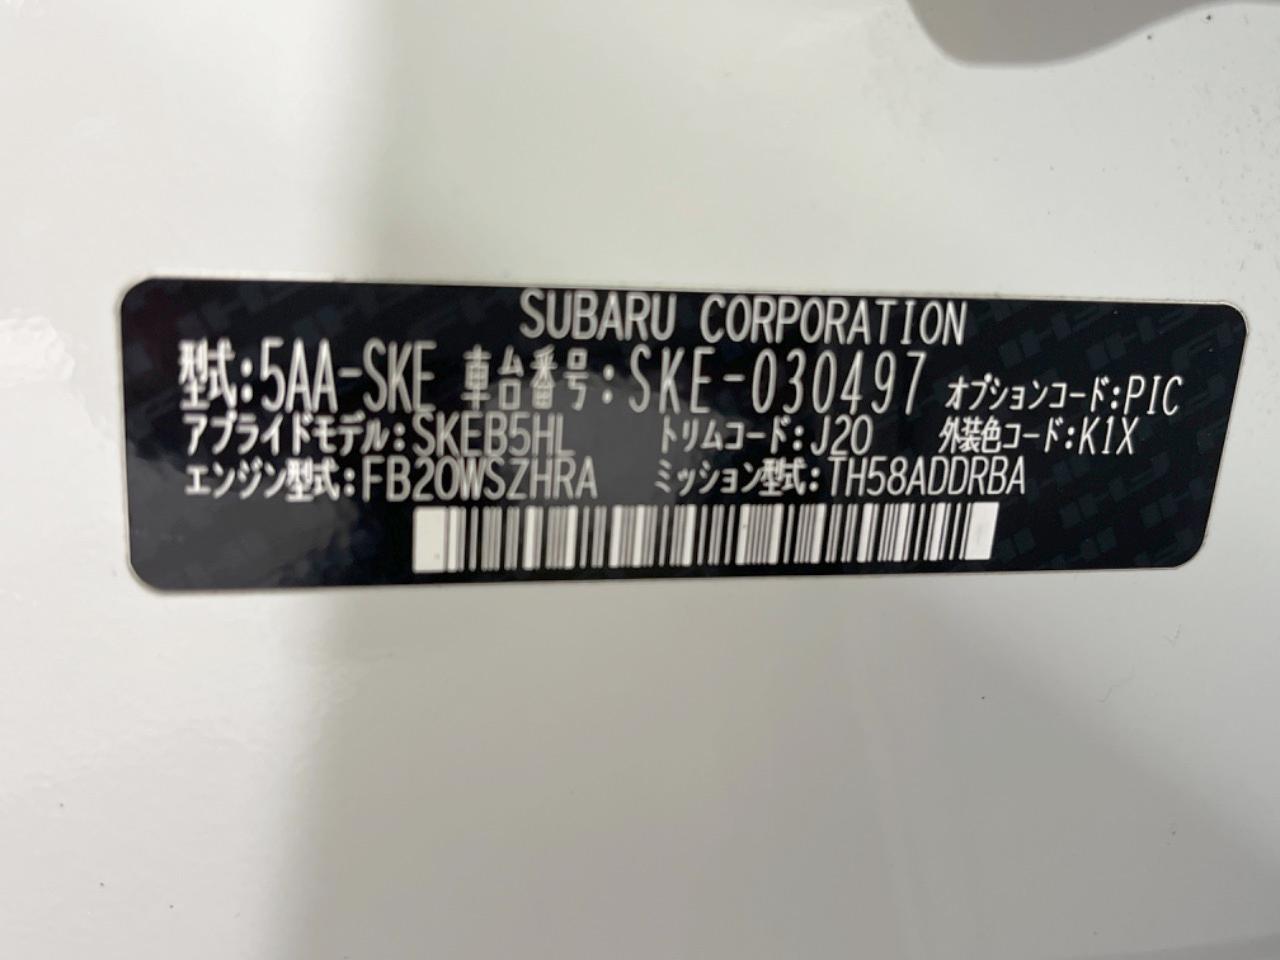 SUBARU CORPORATION
型式:5AA-SKE 車台番号:SKE-030497 オプションコード:PIC
アプライドモデル:SKEB5HL トリムコード:J20 外装色コード:K1X
エンジン型式:FB20WSZHRA ミッション型式:TH58ADDRBA